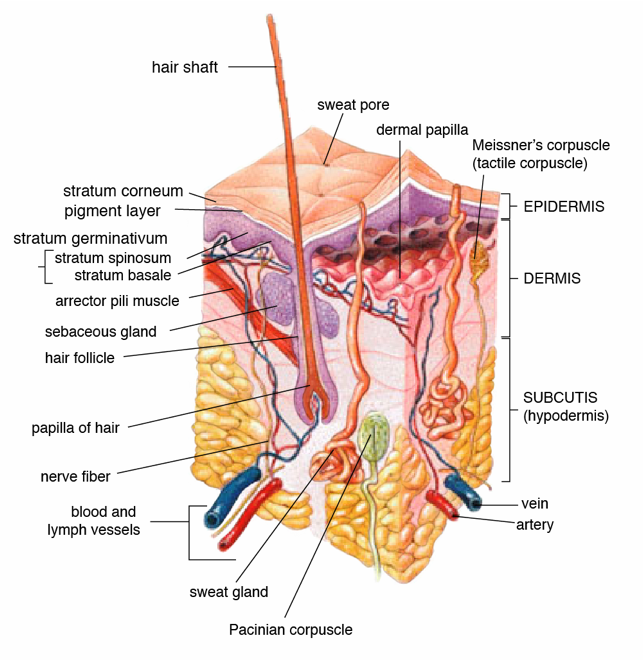 hair shaft
sweat pore
dermal papilla
Meissner's corpuscle
(tactile corpuscle)
stratum corneum
pigment layer
EPIDERMIS
stratum germinativum
stratum spinosum
stratum basale
DERMIS
arrector pili muscle
sebaceous gland
hair follicle
SUBCUTIS
(hypodermis)
papilla of hair
nerve fiber
blood and
lymph vessels
vein
artery
sweat gland
Pacinian corpuscle